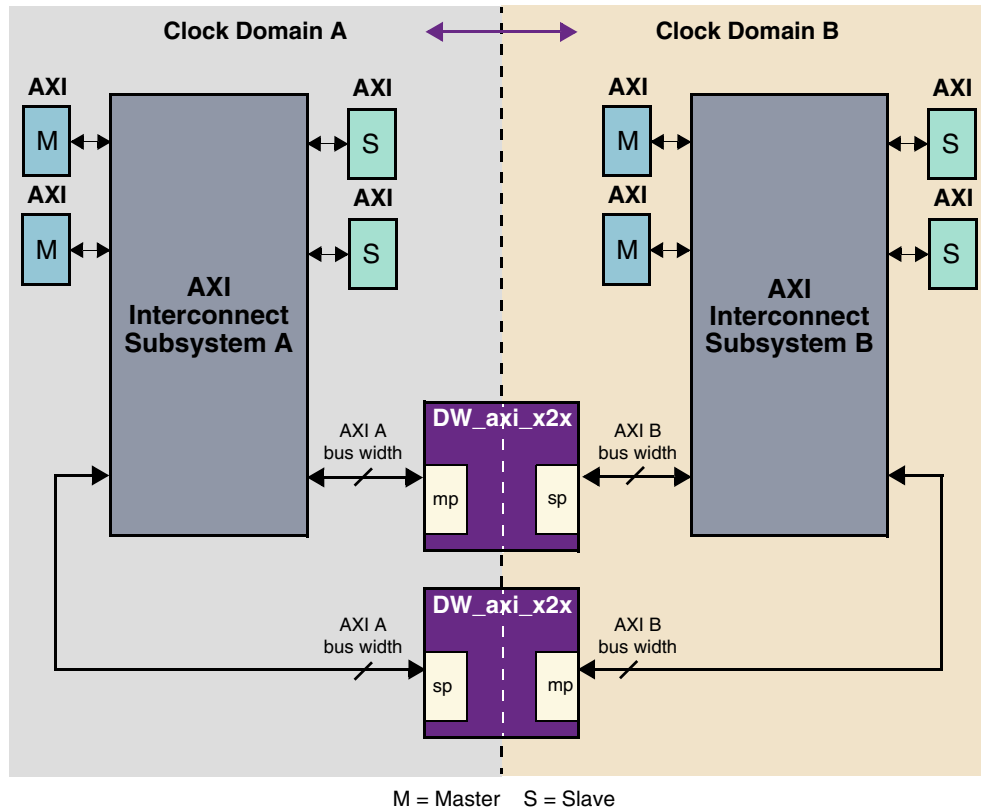 Clock Domain A
Clock Domain B
AXI
AXI
AXI
AXI
M
S
M
S
AXI
AXI
AXI
AXI
M
S
M
S
AXI
Interconnect
Subsystem A
AXI
Interconnect
Subsystem B
DW_axi_x2x
AXI A
bus width
AXI B
bus width
mp
sp
DW_axi_x2x
AXI A
bus width
AXI B
bus width
sp
mp
M = Master S = Slave